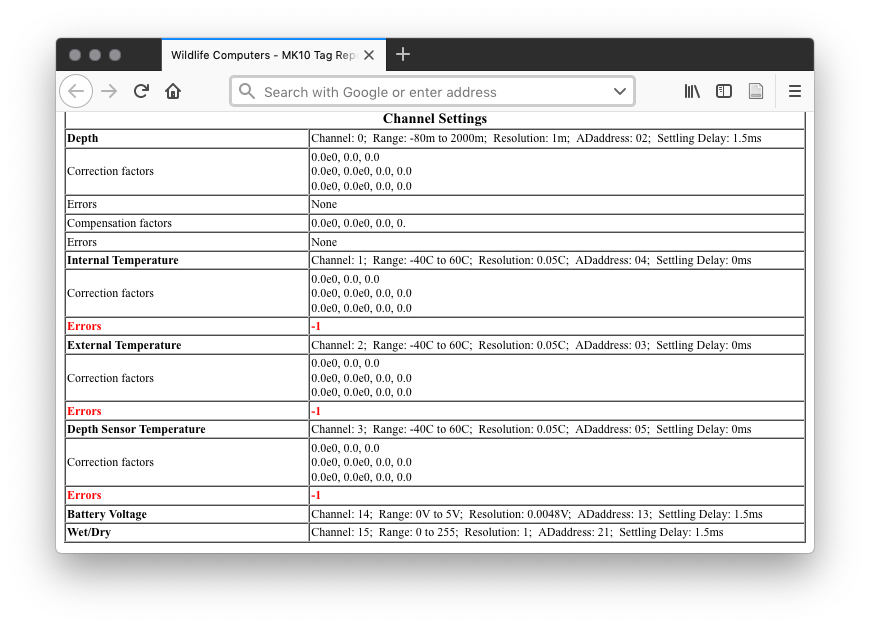 Wildlife Computers - MK10 Tag Rep
Search with Google or enter address
Channel Settings
Depth Channel: 0; Range: -80m to 2000m; Resolution: 1m; ADaddress: 02; Settling Delay: 1.5ms
Correction factors 0.0e0, 0.0, 0.0
0.0e0, 0.0e0, 0.0, 0.0
0.0e0, 0.0e0, 0.0, 0.0
Errors None
Compensation factors 0.0e0, 0.0e0, 0.0, 0.
Errors None
Internal Temperature Channel: 1; Range: -40C to 60C; Resolution: 0.05C; ADaddress: 04; Settling Delay: 0ms
Correction factors 0.0e0, 0.0, 0.0
0.0e0, 0.0e0, 0.0, 0.0
0.0e0, 0.0e0, 0.0, 0.0
Errors -1
External Temperature Channel: 2; Range: -40C to 60C; Resolution: 0.05C; ADaddress: 03; Settling Delay: 0ms
Correction factors 0.0e0, 0.0, 0.0
0.0e0, 0.0e0, 0.0, 0.0
0.0e0, 0.0e0, 0.0, 0.0
Errors -1
Depth Sensor Temperature Channel: 3; Range: -40C to 60C; Resolution: 0.05C; ADaddress: 05; Settling Delay: 0ms
Correction factors 0.0e0, 0.0, 0.0
0.0e0, 0.0e0, 0.0, 0.0
0.0e0, 0.0e0, 0.0, 0.0
Errors -1
Battery Voltage Channel: 14; Range: 0V to 5V; Resolution: 0.0048V; ADaddress: 13; Settling Delay: 1.5ms
Wet/Dry Channel: 15; Range: 0 to 255; Resolution: 1; ADaddress: 21; Settling Delay: 1.5ms